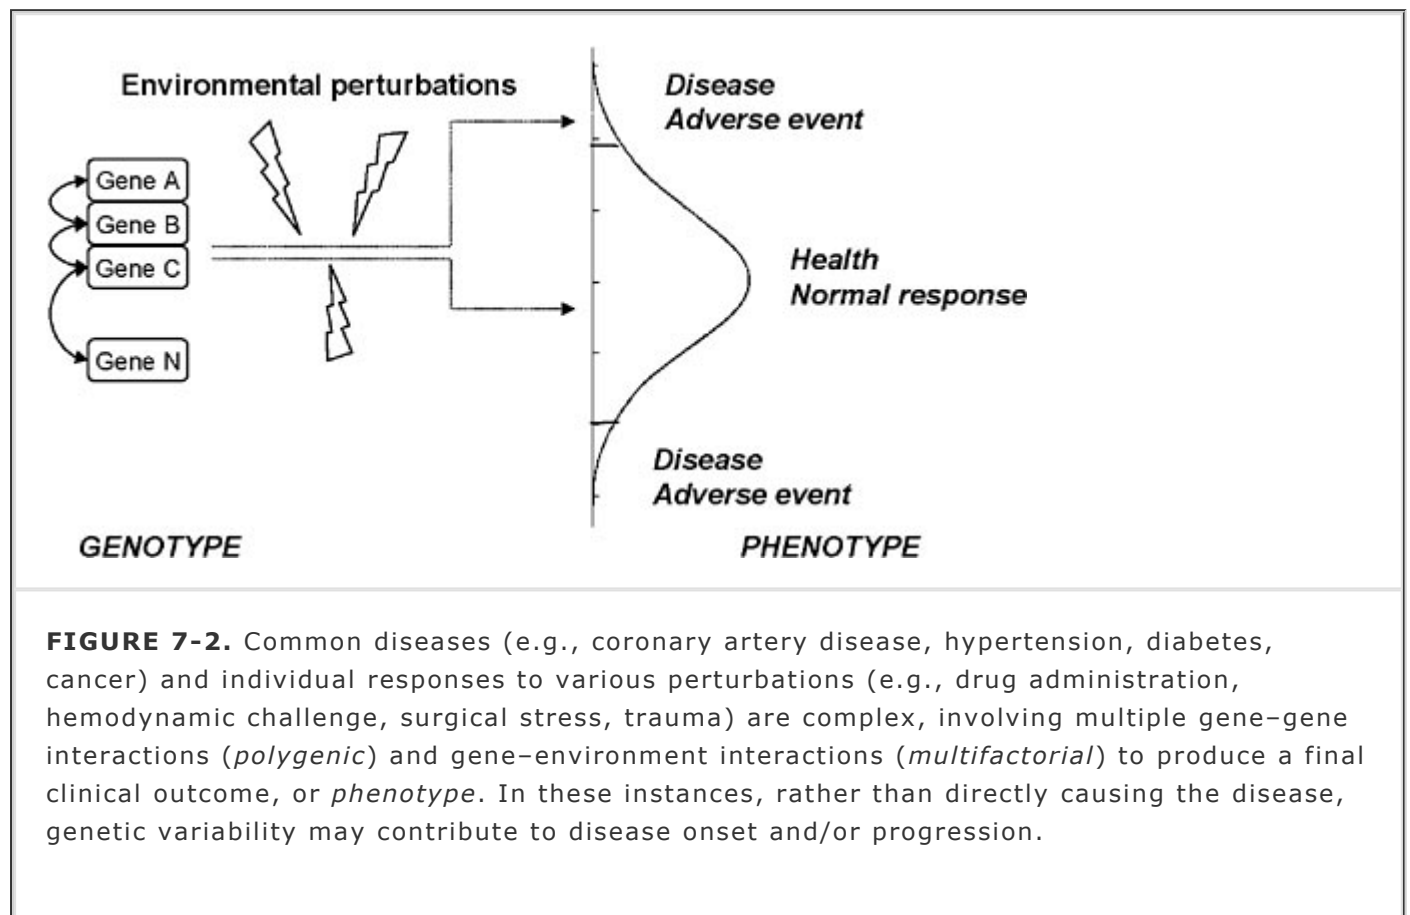 Environmental perturbations
Gene A
Gene B
Gene C
Gene N
GENOTYPE
Disease
Adverse event
Health
Normal response
Disease
Adverse event
PHENOTYPE
FIGURE 7-2. Common diseases (e.g., coronary artery disease, hypertension, diabetes,
cancer) and individual responses to various perturbations (e.g., drug administration,
hemodynamic challenge, surgical stress, trauma) are complex, involving multiple gene–gene
interactions (polygenic) and gene–environment interactions (multifactorial) to produce a final
clinical outcome, or phenotype. In these instances, rather than directly causing the disease,
genetic variability may contribute to disease onset and/or progression.